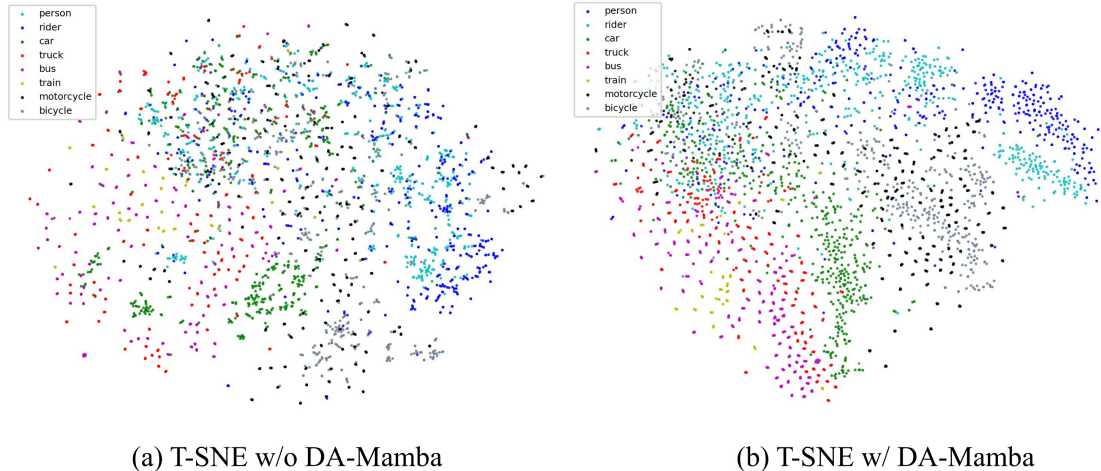 person
rider
car
truck
bus
train
motorcycle
bicycle
person
rider
car
truck
bus
train
motorcycle
bicycle
(a) T-SNE w/o DA-Mamba
(b) T-SNE w/ DA-Mamba